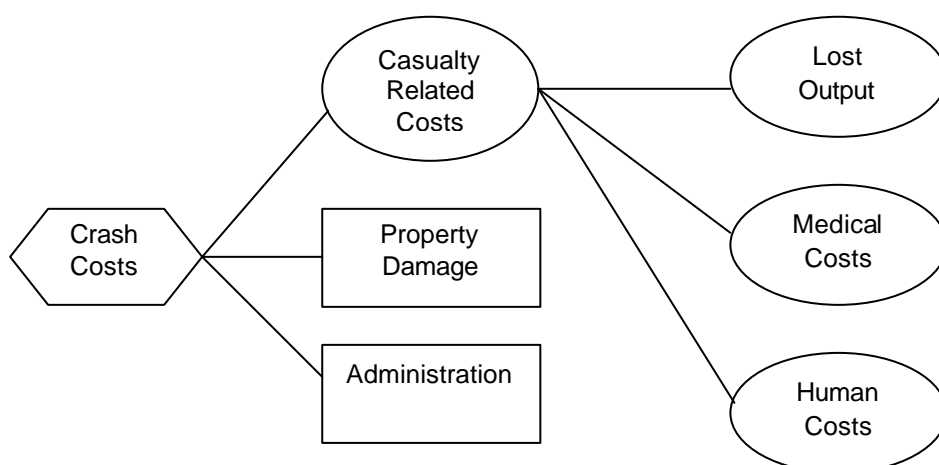 Crash
Costs
Casualty
Related
Costs
Property
Damage
Administration
Lost
Output
Medical
Costs
Human
Costs